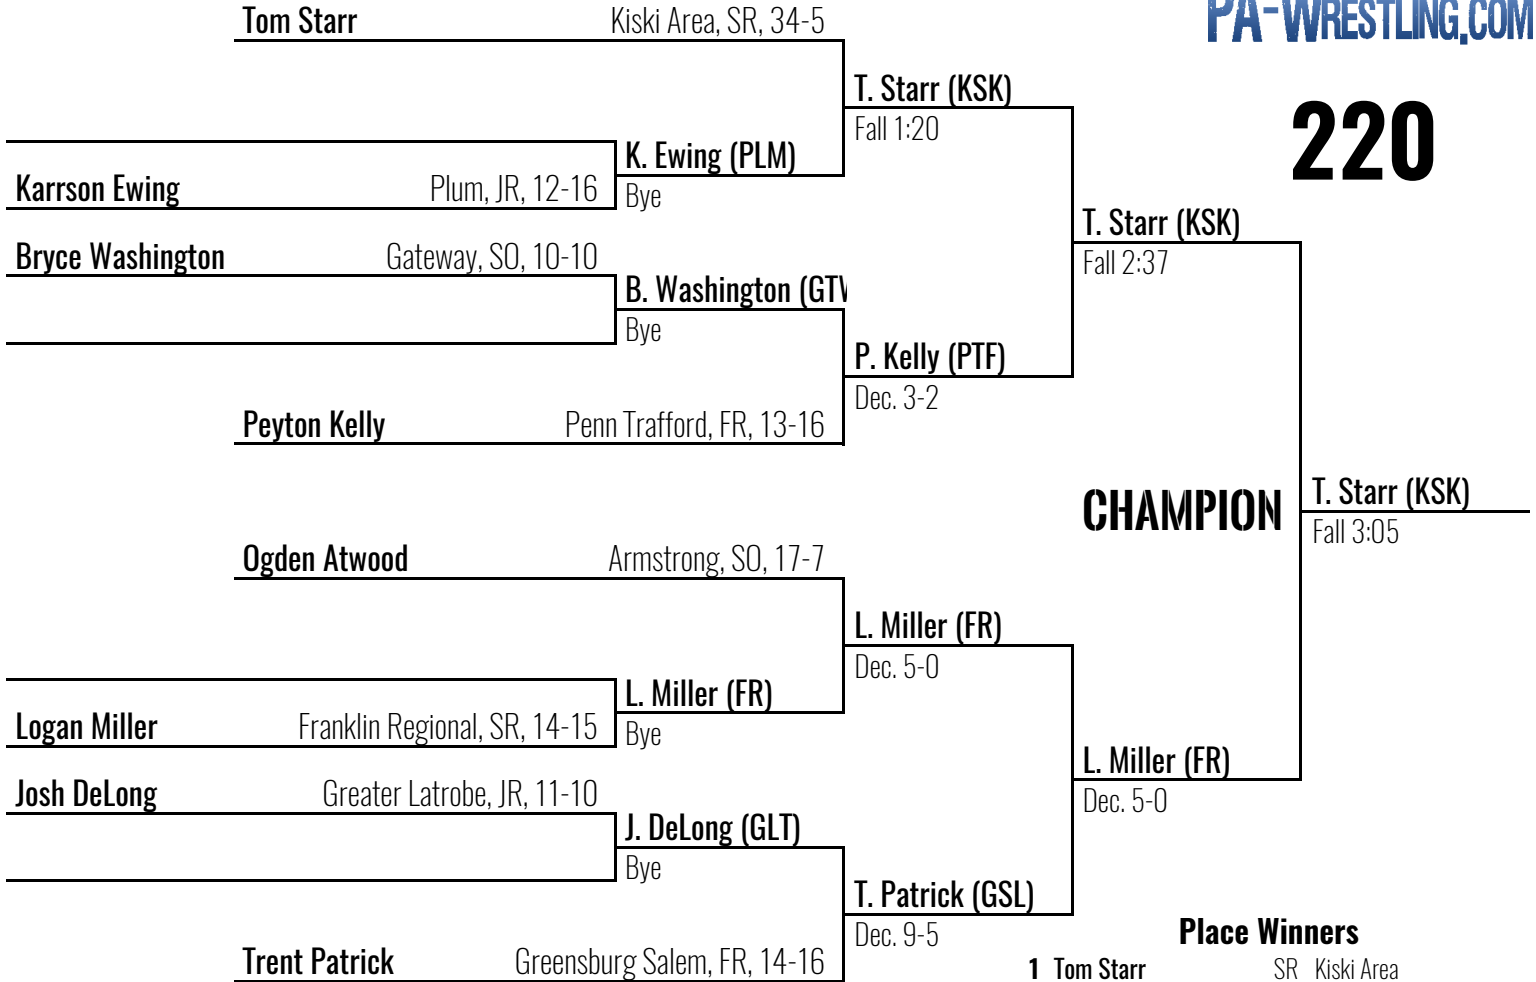 PA-WRESTLING.COM
220
Tom Starr Kiski Area, SR, 34-5
T. Starr (KSK)
Fall 1:20
K. Ewing (PLM)
Bye
Karrson Ewing Plum, JR, 12-16
T. Starr (KSK)
Fall 2:37
Bryce Washington Gateway, SO, 10-10
B. Washington (GTW
Bye
P. Kelly (PTF)
Dec. 3-2
Peyton Kelly Penn Trafford, FR, 13-16
CHAMPION
T. Starr (KSK)
Fall 3:05
Ogden Atwood Armstrong, SO, 17-7
L. Miller (FR)
Dec. 5-0
L. Miller (FR)
Bye
Logan Miller Franklin Regional, SR, 14-15
L. Miller (FR)
Dec. 5-0
Josh DeLong Greater Latrobe, JR, 11-10
J. DeLong (GLT)
Bye
T. Patrick (GSL)
Dec. 9-5
Trent Patrick Greensburg Salem, FR, 14-16
Place Winners
1 Tom Starr SR Kiski Area